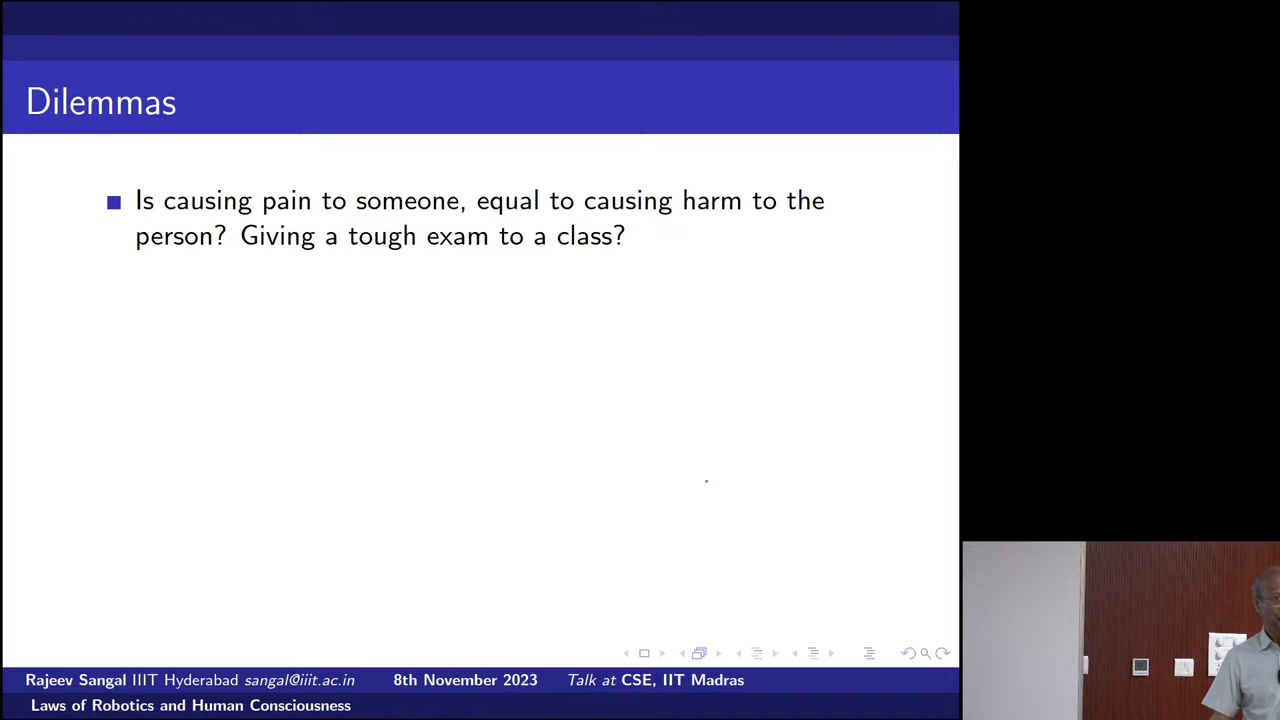 Dilemmas
Is causing pain to someone, equal to causing harm to the
person? Giving a tough exam to a class?
Rajeev Sangal IIIT Hyderabad sangal@iiit.ac.in 8th November 2023 Talk at CSE, IIT Madras
Laws of Robotics and Human Consciousness